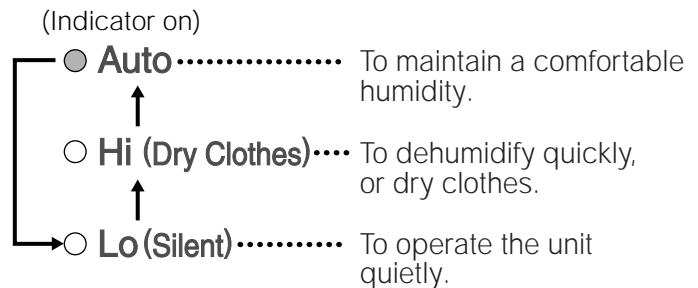 (Indicator on)
Auto To maintain a comfortable
humidity.
Hi (Dry Clothes) To dehumidify quickly,
or dry clothes.
Lo (Silent) To operate the unit
quietly.